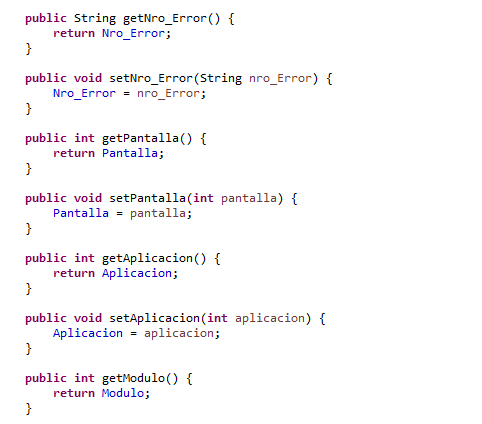 public String getNro_Error() {
    return Nro_Error;
}

public void setNro_Error(String nro_Error) {
    Nro_Error = nro_Error;
}

public int getPantalla() {
    return Pantalla;
}

public void setPantalla(int pantalla) {
    Pantalla = pantalla;
}

public int getAplicacion() {
    return Aplicacion;
}

public void setAplicacion(int aplicacion) {
    Aplicacion = aplicacion;
}

public int getModulo() {
    return Modulo;
}